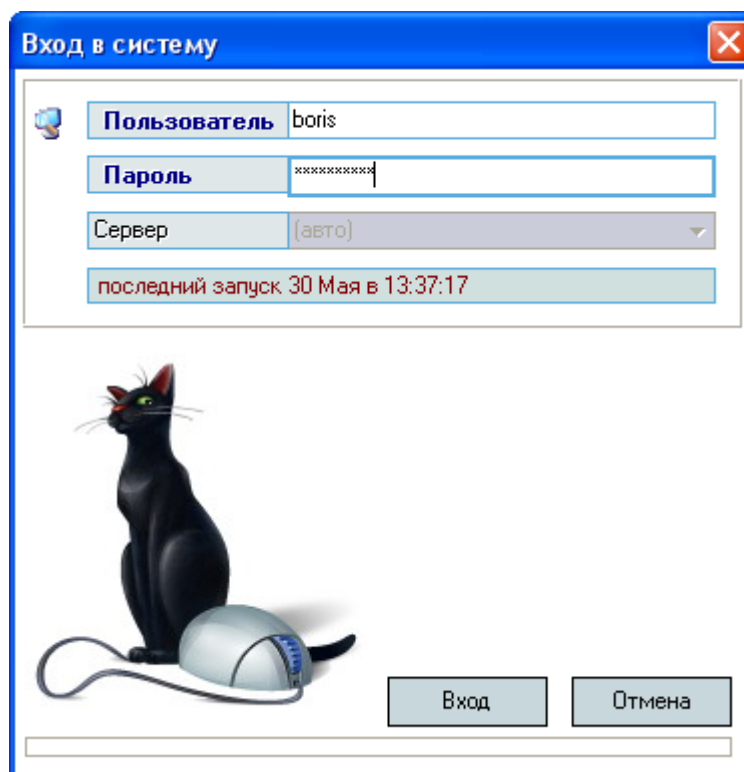 Вход в систему
Пользователь boris
Пароль **********
Сервер (авто)
последний запуск 30 Мая в 13:37:17
Вход Отмена